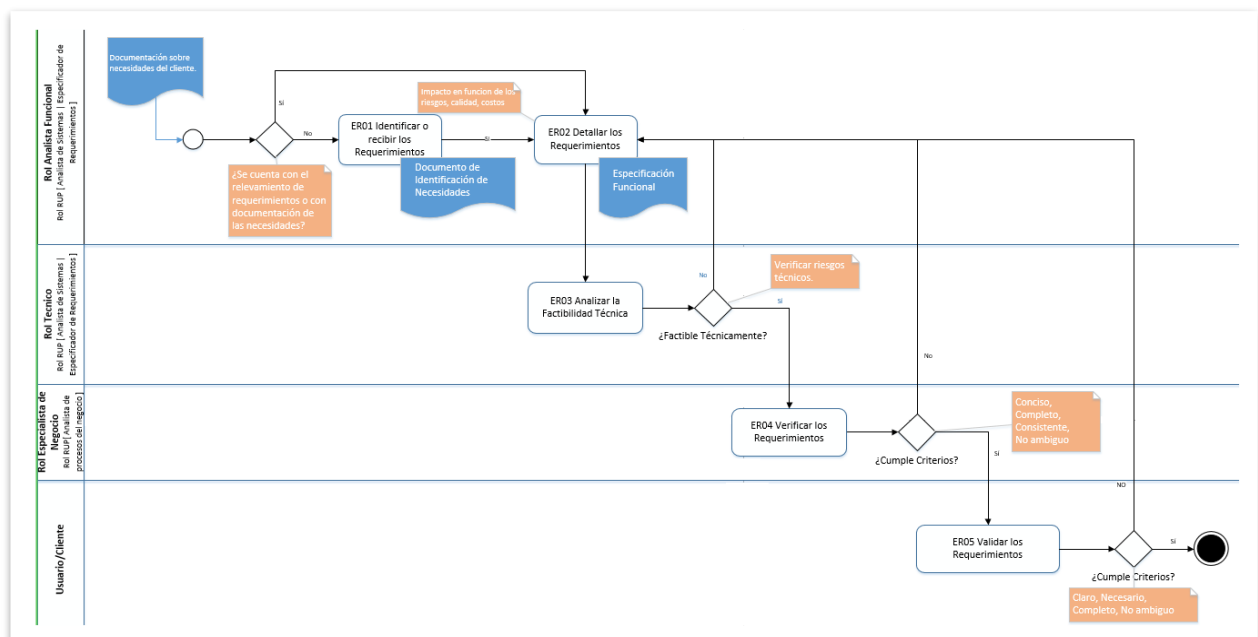 Rol Analista Funcional
Rol RUP [ Analista de Sistemas | Especificador de
Requerimientos ]
Documentación sobre
necesidades del cliente.
Sí
No
¿Se cuenta con el
relevamiento de
requerimientos o con
documentación de
las necesidades?
ER01 Identificar o
recibir los
Requerimientos
Documento de
Identificación de
Necesidades
Impacto en funcion de los
riesgos, calidad, costos
ER02 Detallar los
Requerimientos
Especificación
Funcional
Rol Tecnico
Rol RUP [ Analista de Sistemas |
Especificador de Requerimientos ]
ER03 Analizar la
Factibilidad Técnica
No
Verificar riesgos
técnicos.
Sí
¿Factible Técnicamente?
Rol Especialista de
Negocio
Rol RUP[ Analista de
procesos del negocio ]
ER04 Verificar los
Requerimientos
No
Conciso,
Completo,
Consistente,
No ambiguo
¿Cumple Criterios?
Sí
Usuario/Cliente
ER05 Validar los
Requerimientos
NO
Sí
¿Cumple Criterios?
Claro, Necesario,
Completo, No ambiguo